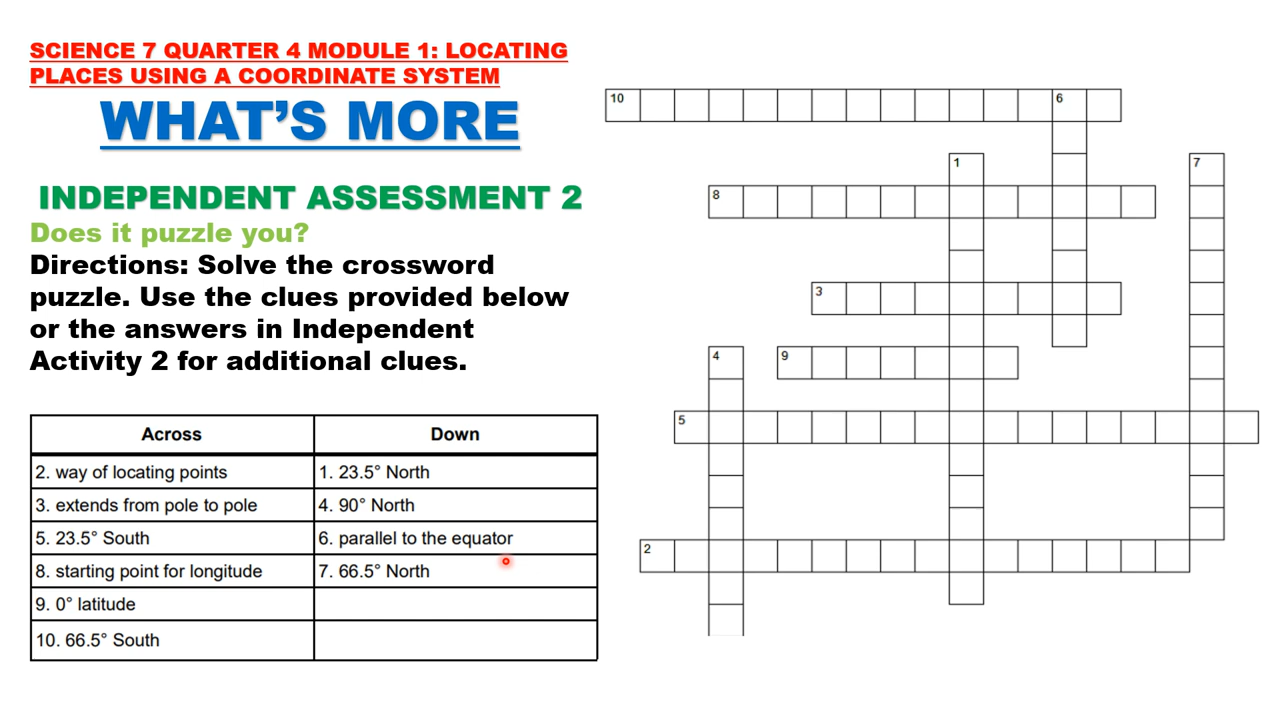 SCIENCE 7 QUARTER 4 MODULE 1: LOCATING
PLACES USING A COORDINATE SYSTEM
WHAT'S MORE
INDEPENDENT ASSESSMENT 2
Does it puzzle you?
Directions: Solve the crossword
puzzle. Use the clues provided below
or the answers in Independent
Activity 2 for additional clues.
Across Down
2. way of locating points 1. 23.5° North
3. extends from pole to pole 4. 90° North
5. 23.5° South 6. parallel to the equator
8. starting point for longitude 7. 66.5° North
9. 0° latitude
10. 66.5° South
10 6
1 7
8
3
4 9
5
2